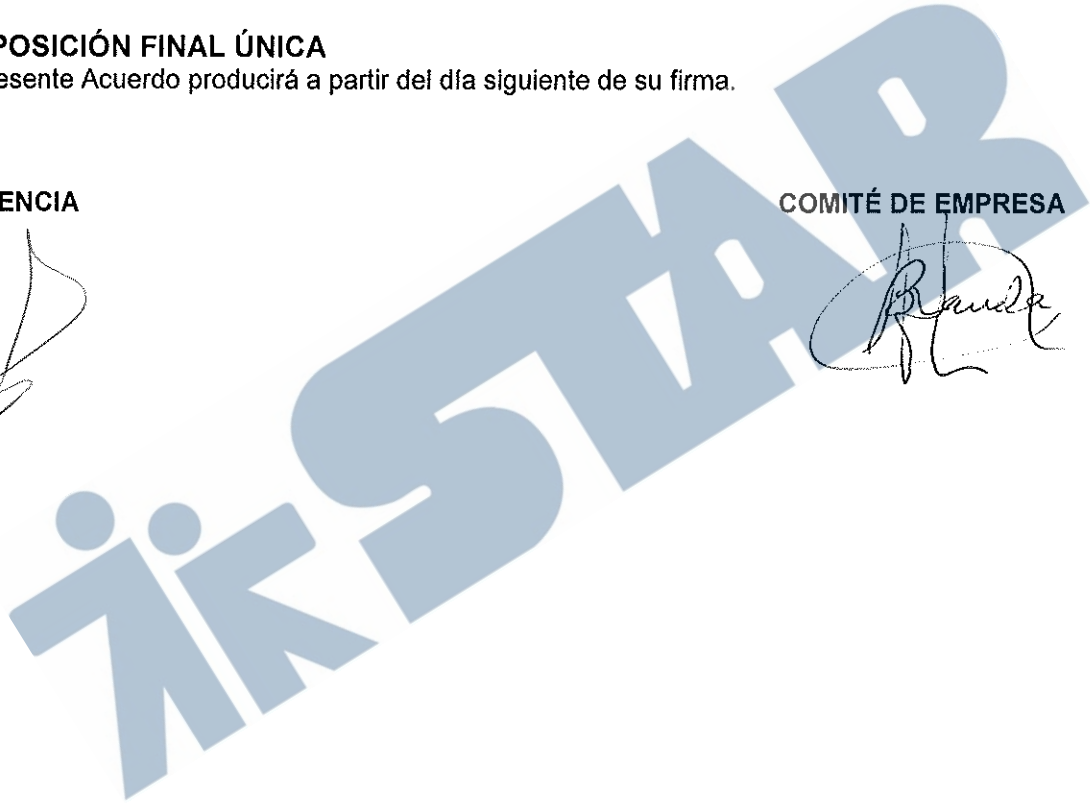 POSICIÓN FINAL ÚNICA
esente Acuerdo producirá a partir del día siguiente de su firma.
ENCIA
COMITÉ DE EMPRESA
STAR